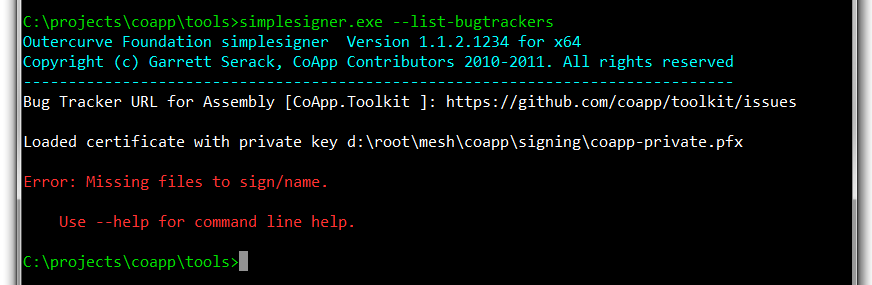 C:\projects\coapp\tools>simplesigner.exe --list-bugtrackers
Outercurve Foundation simplesigner  Version 1.1.2.1234 for x64
Copyright (c) Garrett Serack, CoApp Contributors 2010-2011. All rights reserved
-------------------------------------------------------------------------------
Bug Tracker URL for Assembly [CoApp.Toolkit ]: https://github.com/coapp/toolkit/issues
Loaded certificate with private key d:\root\mesh\coapp\signing\coapp-private.pfx
Error: Missing files to sign/name.
Use --help for command line help.
C:\projects\coapp\tools>